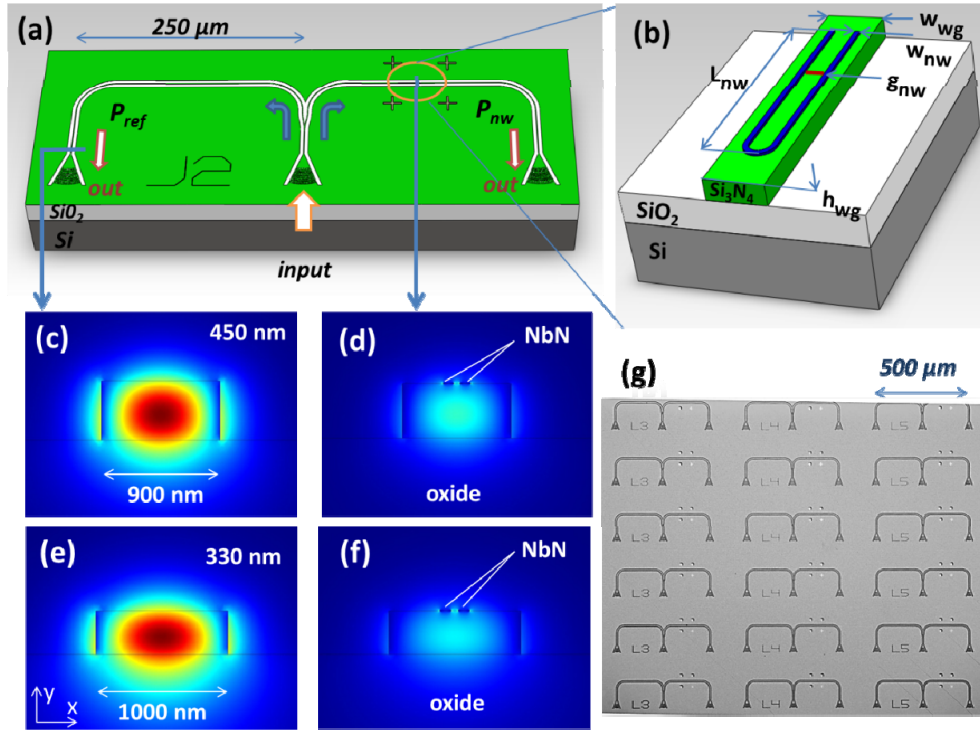 (a)
250 μm
P_ref
P_nw
out
J2
out
SiO₂
Si
input
(b)
w_wg
w_nw
L_nw
g_nw
Si₃N₄
h_wg
SiO₂
Si
(c)
450 nm
900 nm
(d)
NbN
oxide
(e)
330 nm
y
x
1000 nm
(f)
NbN
oxide
(g)
500 μm
L3 L4 L5
L3 L4 L5
L3 L4 L5
L3 L4 L5
L3 L4 L5
L3 L4 L5